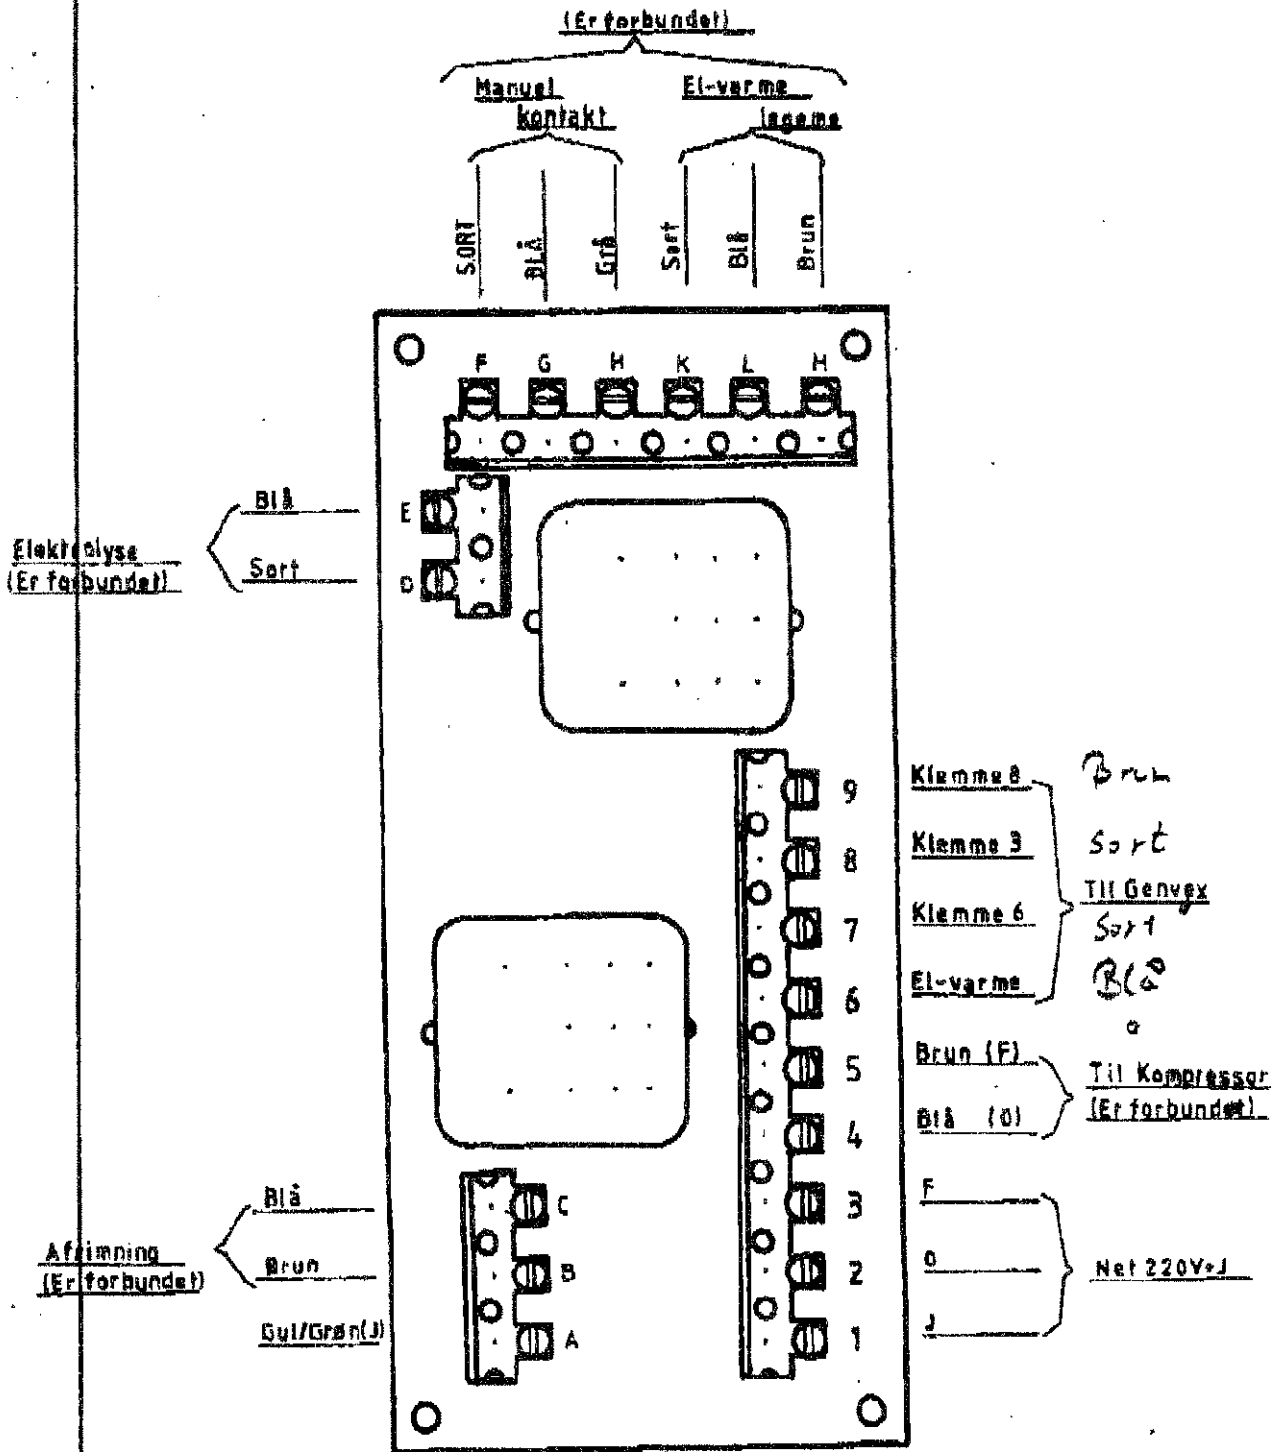 (Er forbundet)
Manuel
kontakt
El-varme
legeme
SORT
BLÅ
Grå
Sort
Blå
Brun
F G H K L H
Blå
E
Elektrolyse
(Er forbundet)
Sort
D
9
Klemme 8
Brun
8
Klemme 3
Sort
Til Genvex
7
Klemme 6
Sort
6
El-varme
Blå
5
Brun (F)
Til Kompressor
(Er forbundet)
4
Blå (0)
3
F
2
0
Net 220V+J
1
J
Blå
C
Afrimning
(Er forbundet)
Brun
B
Gul/Grøn(J)
A